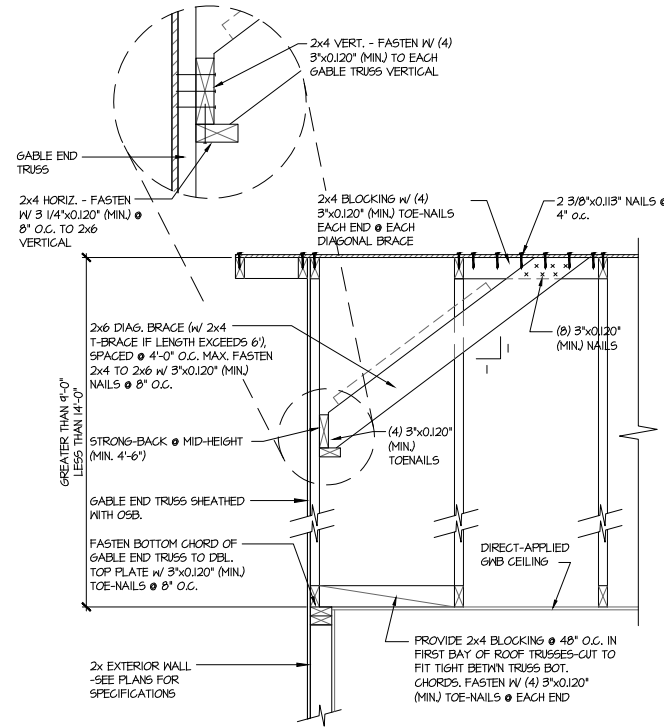 2x4 VERT. - FASTEN W/ (4)
3"x0.120" (MIN.) TO EACH
GABLE TRUSS VERTICAL
GABLE END
TRUSS
2x4 HORIZ. - FASTEN
W/ 3 1/4"x0.120" (MIN.) @
8" O.C. TO 2x6
VERTICAL
2x4 BLOCKING W/ (4)
3"x0.120" (MIN.) TOE-NAILS
EACH END @ EACH
DIAGONAL BRACE
2 3/8"x0.113" NAILS @
4" o.c.
2x6 DIAG. BRACE (W/ 2x4
T-BRACE IF LENGTH EXCEEDS 6'),
SPACED @ 4'-0" O.C. MAX. FASTEN
2x4 TO 2x6 W/ 3"x0.120" (MIN.)
NAILS @ 8" O.C.
(8) 3"x0.120"
(MIN.) NAILS
1
1
GREATER THAN 9'-0"
LESS THAN 14'-0"
STRONG-BACK @ MID-HEIGHT
(MIN. 4'-6")
(4) 3"x0.120"
(MIN.)
TOENAILS
GABLE END TRUSS SHEATHED
WITH OSB.
FASTEN BOTTOM CHORD OF
GABLE END TRUSS TO DBL.
TOP PLATE W/ 3"x0.120" (MIN.)
TOE-NAILS @ 8" O.C.
DIRECT-APPLIED
GWB CEILING
2x EXTERIOR WALL
-SEE PLANS FOR
SPECIFICATIONS
PROVIDE 2x4 BLOCKING @ 48" O.C. IN
FIRST BAY OF ROOF TRUSSES-CUT TO
FIT TIGHT BETW'N TRUSS BOT.
CHORDS. FASTEN W/ (4) 3"x0.120"
(MIN.) TOE-NAILS @ EACH END